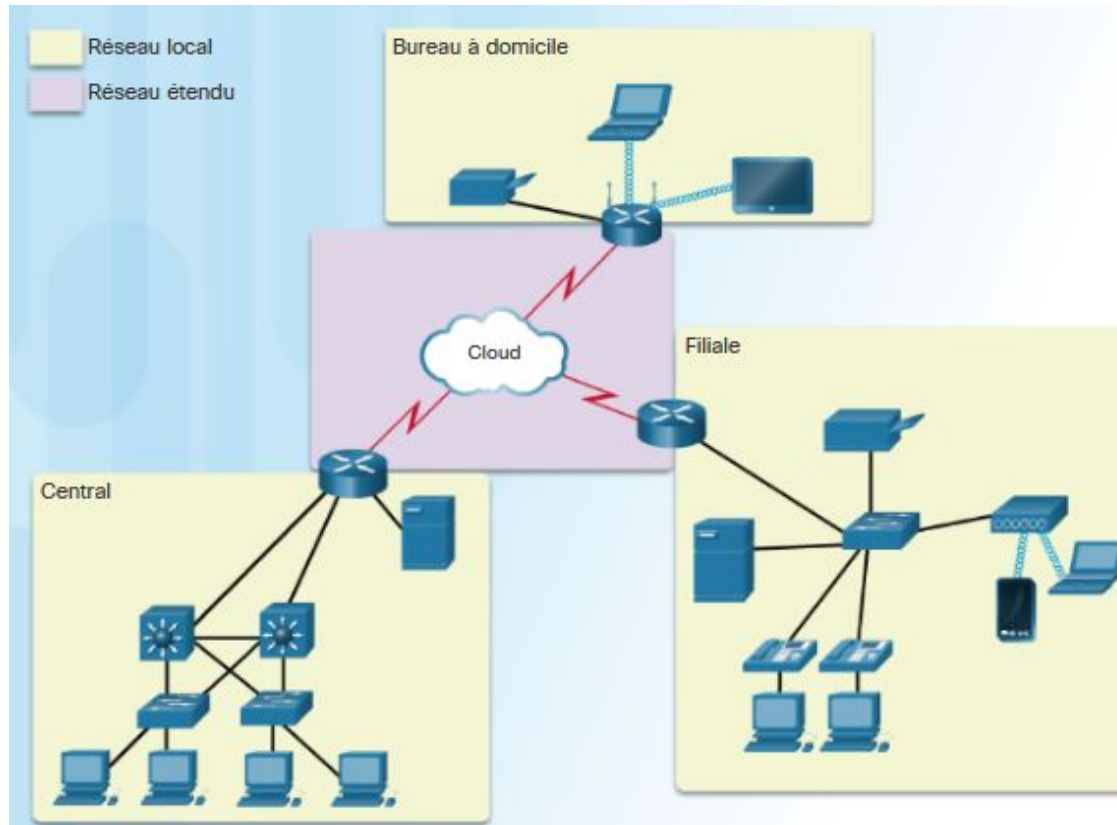 Réseau local
Réseau étendu
Bureau à domicile
Cloud
Filiale
Central